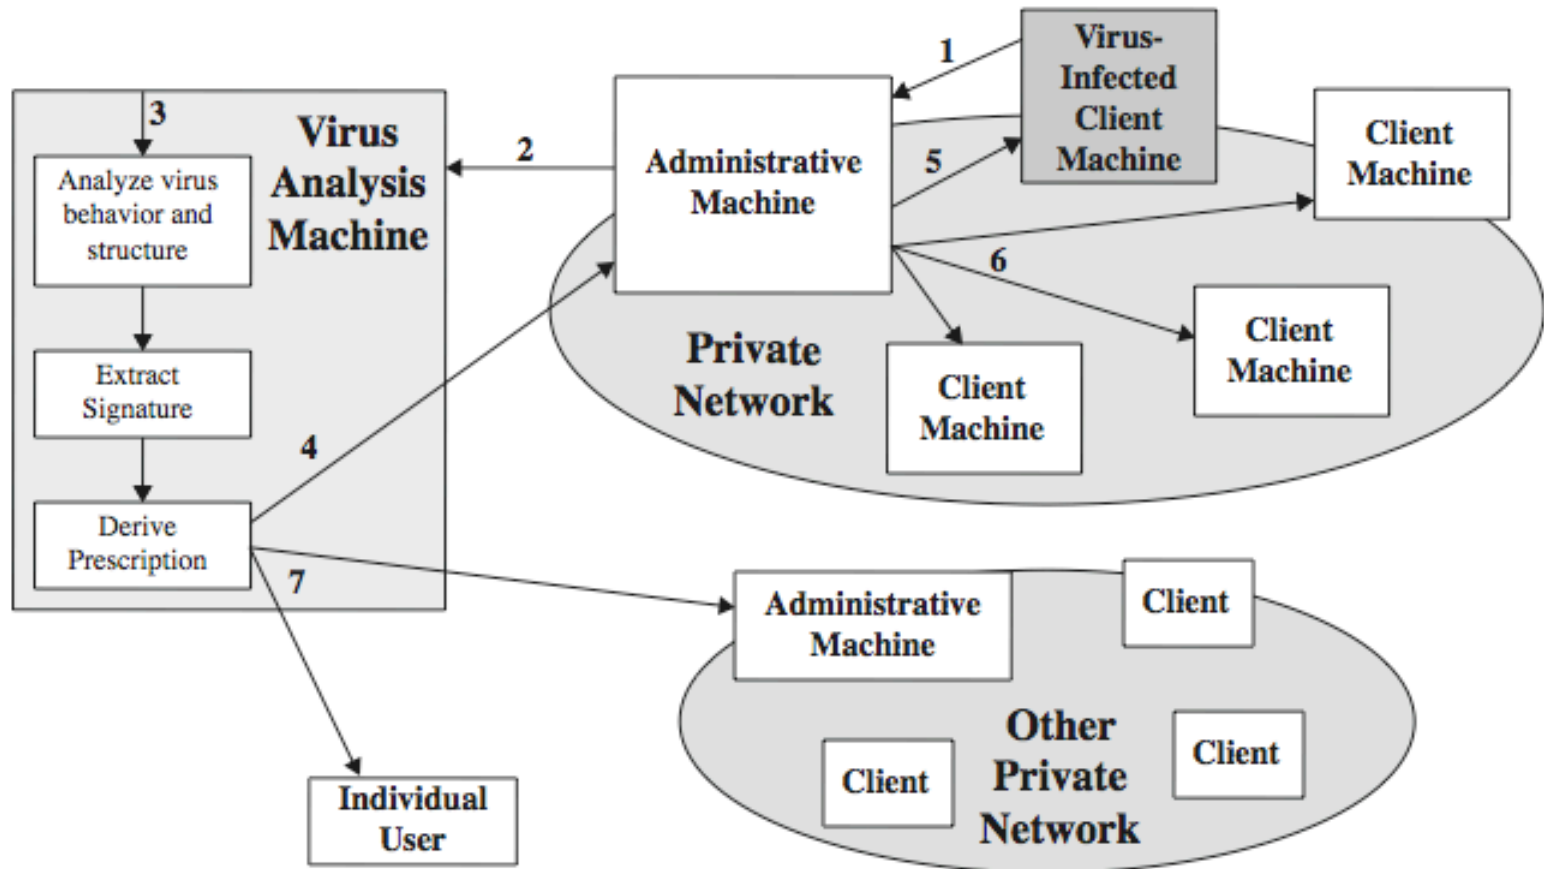 3
Virus
Analysis
Machine
Analyze virus
behavior and
structure
Extract
Signature
Derive
Prescription
2
4
7
Administrative
Machine
1
5
6
Virus-
Infected
Client
Machine
Client
Machine
Client
Machine
Client
Machine
Private
Network
Administrative
Machine
Client
Client
Client
Other
Private
Network
Individual
User